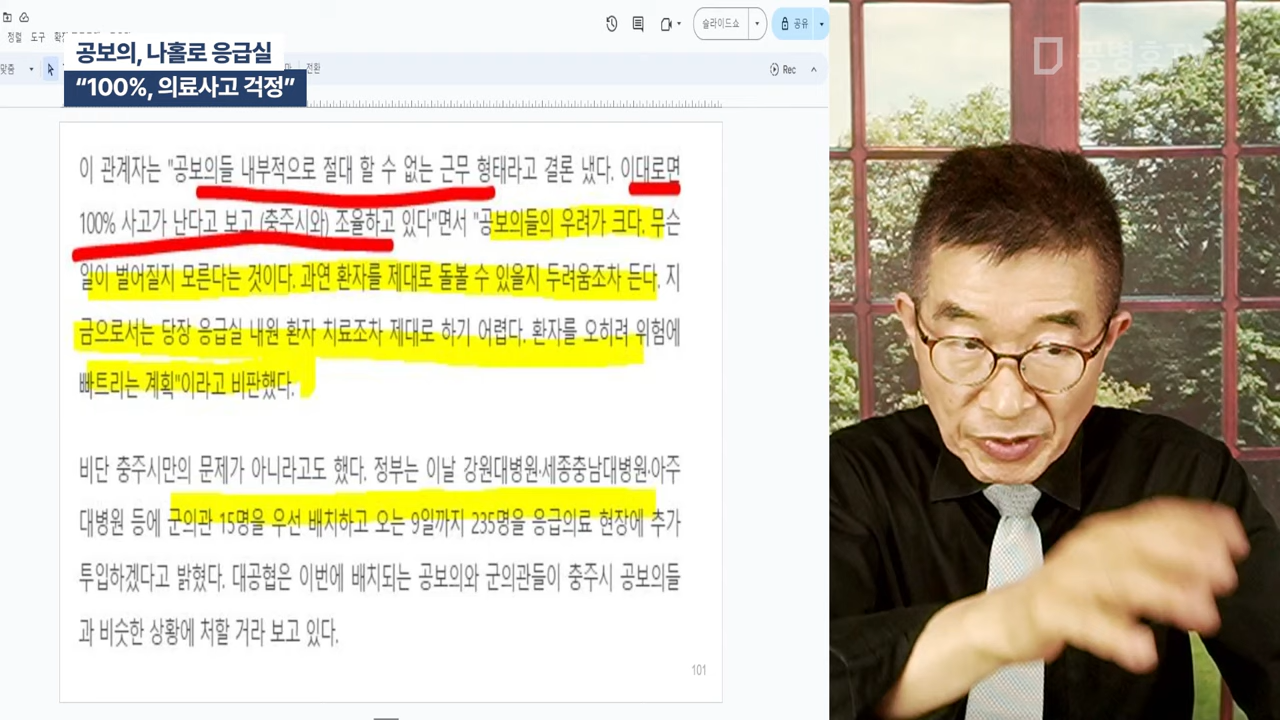 슬라이드쇼
공유
정렬 도구
공보의, 나홀로 응급실
“100%, 의료사고 걱정”
맞춤
전환
Rec
이 관계자는 "공보의들 내부적으로 절대 할 수 없는 근무 형태라고 결론 냈다. 이대로면
100% 사고가 난다고 보고 (충주시와) 조율하고 있다"면서 "공보의들의 우려가 크다. 무슨
일이 벌어질지 모른다는 것이다. 과연 환자를 제대로 돌볼 수 있을지 두려움조차 든다. 지
금으로서는 당장 응급실 내원 환자 치료조차 제대로 하기 어렵다. 환자를 오히려 위험에
빠트리는 계획"이라고 비판했다.
비단 충주시만의 문제가 아니라고도 했다. 정부는 이날 강원대병원·세종충남대병원·아주
대병원 등에 군의관 15명을 우선 배치하고 오는 9일까지 235명을 응급의료 현장에 추가
투입하겠다고 밝혔다. 대공협은 이번에 배치되는 공보의와 군의관들이 충주시 공보의들
과 비슷한 상황에 처할 거라 보고 있다.
101